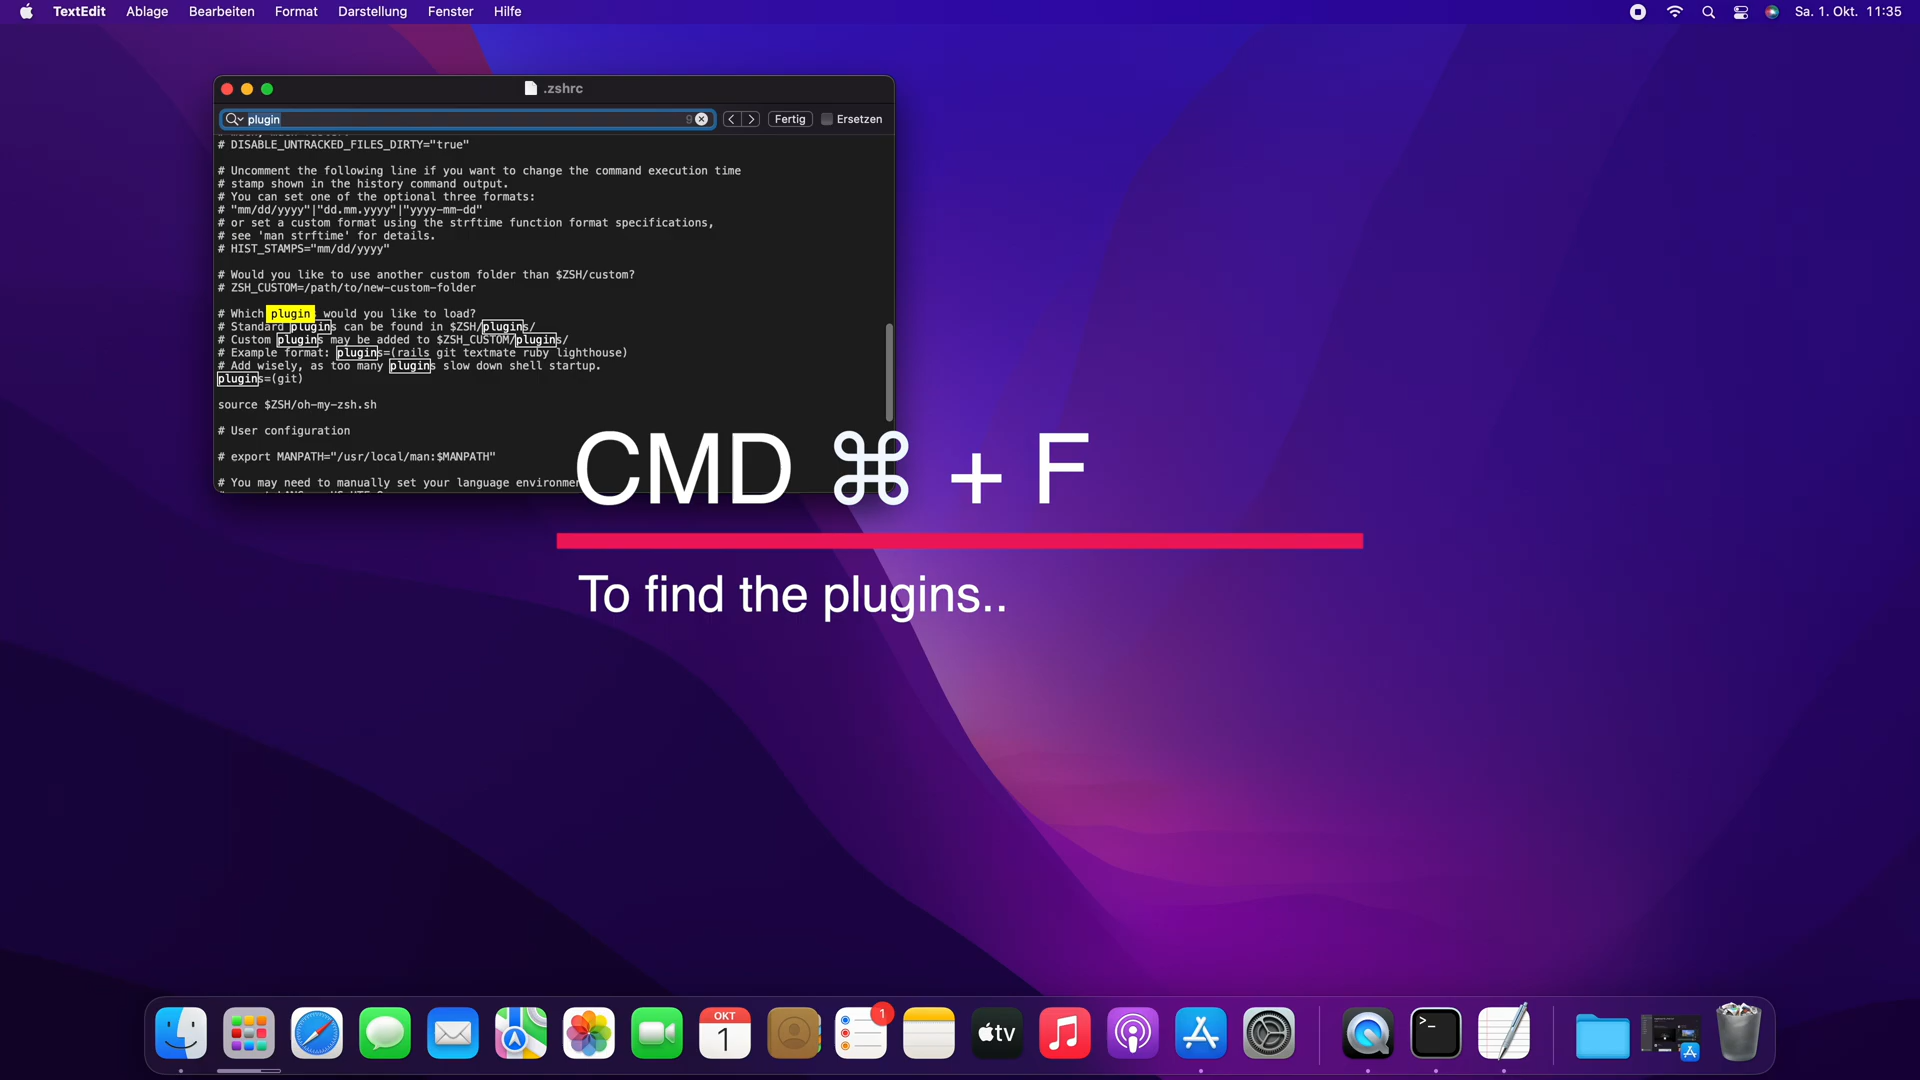 TextEdit Ablage Bearbeiten Format Darstellung Fenster Hilfe Sa. 1. Okt. 11:35
.zshrc
plugin 9 < > Fertig Ersetzen
# DISABLE_UNTRACKED_FILES_DIRTY="true"
# Uncomment the following line if you want to change the command execution time
# stamp shown in the history command output.
# You can set one of the optional three formats:
# "mm/dd/yyyy"|"dd.mm.yyyy"|"yyyy-mm-dd"
# or set a custom format using the strftime function format specifications,
# see 'man strftime' for details.
# HIST_STAMPS="mm/dd/yyyy"
# Would you like to use another custom folder than $ZSH/custom?
# ZSH_CUSTOM=/path/to/new-custom-folder
# Which plugin would you like to load?
# Standard plugins can be found in $ZSH/plugins/
# Custom plugins may be added to $ZSH_CUSTOM/plugins/
# Example format: plugins=(rails git textmate ruby lighthouse)
# Add wisely, as too many plugins slow down shell startup.
plugins=(git)
source $ZSH/oh-my-zsh.sh
# User configuration
# export MANPATH="/usr/local/man:$MANPATH"
# You may need to manually set your language
CMD ⌘ + F
To find the plugins..
OKT
1
1
tv
>_